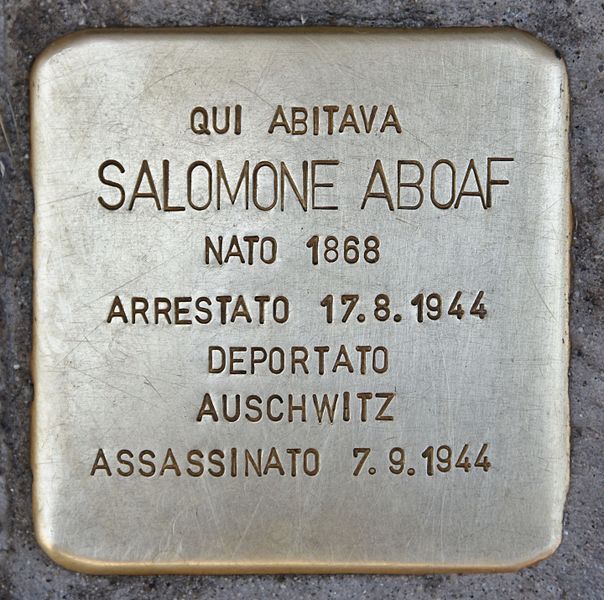 QUI ABITAVA
SALOMONE ABOAF
NATO 1868
ARRESTATO 17.8.1944
DEPORTATO
AUSCHWITZ
ASSASSINATO 7.9.1944